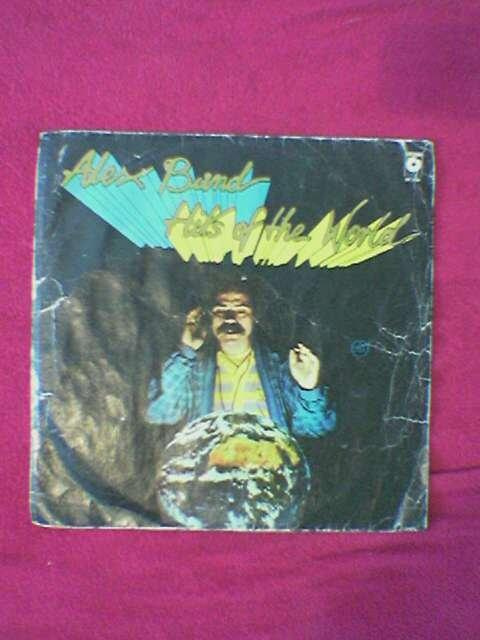 Alex Band
Hits of the World